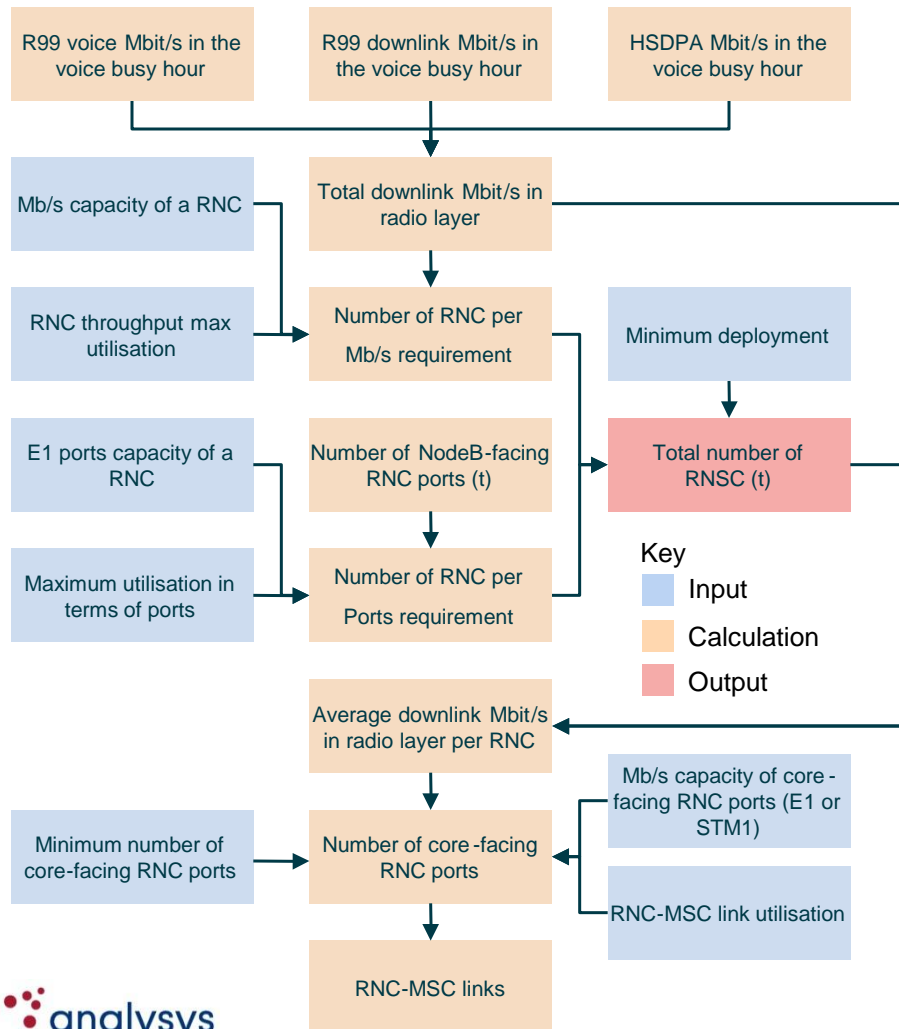 R99 voice Mbit/s in the
voice busy hour
R99 downlink Mbit/s in
the voice busy hour
HSDPA Mbit/s in the
voice busy hour
Mb/s capacity of a RNC
Total downlink Mbit/s in
radio layer
RNC throughput max
utilisation
Number of RNC per
Mb/s requirement
Minimum deployment
E1 ports capacity of a
RNC
Number of NodeB-facing
RNC ports (t)
Total number of
RNSC (t)
Maximum utilisation in
terms of ports
Number of RNC per
Ports requirement
Key
Input
Calculation
Output
Average downlink Mbit/s
in radio layer per RNC
Mb/s capacity of core -
facing RNC ports (E1 or
STM1)
Minimum number of
core-facing RNC ports
Number of core -facing
RNC ports
RNC-MSC link utilisation
RNC-MSC links
analysys